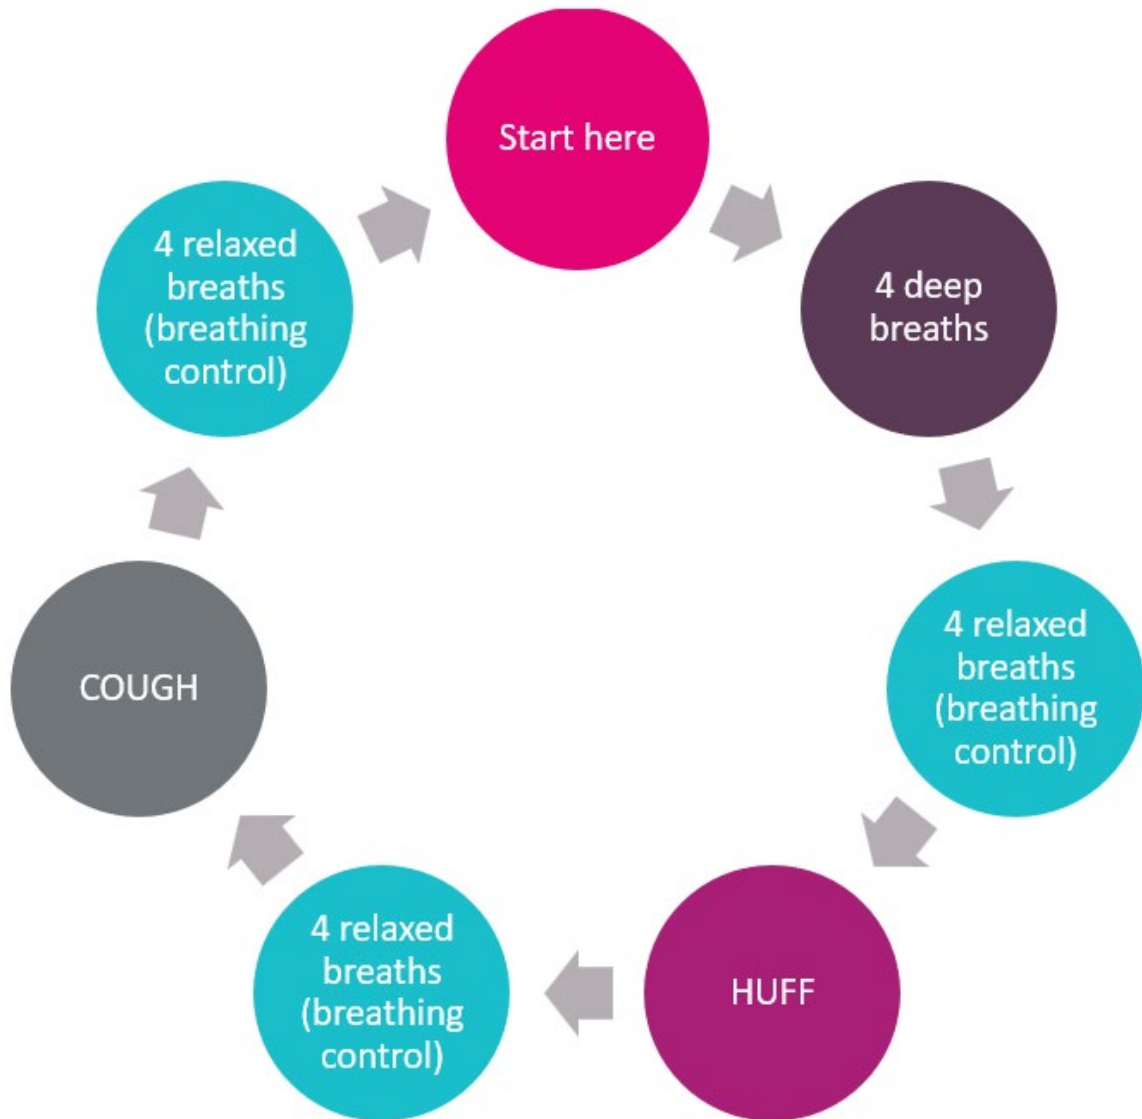 Start here
4 deep
breaths
4 relaxed
breaths
(breathing
control)
HUFF
4 relaxed
breaths
(breathing
control)
COUGH
4 relaxed
breaths
(breathing
control)